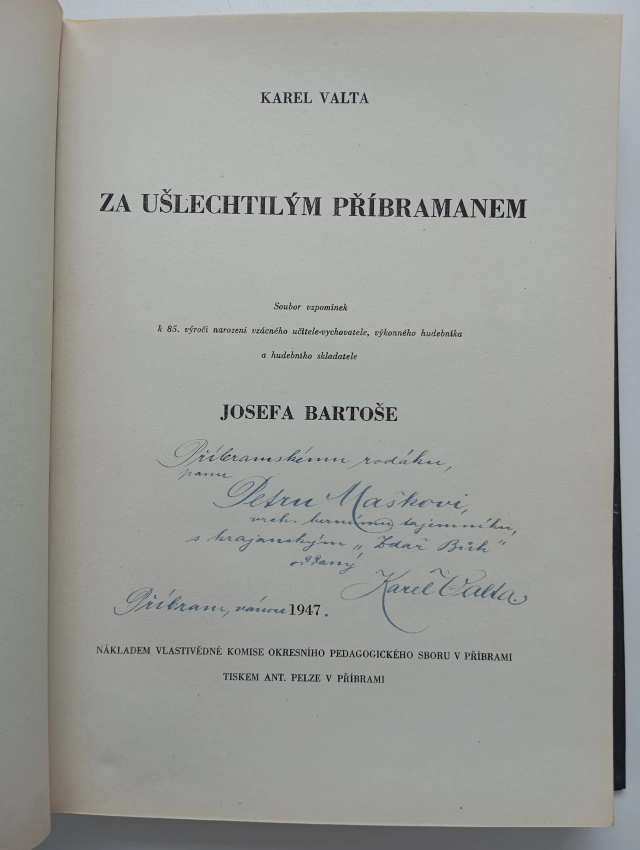 KAREL VALTA
ZA UŠLECHTILÝM PŘÍBRAMANEM
Soubor vzpomínek
k 85. výročí narození vzácného učitele-vychovatele, výkonného hudebníka
a hudebního skladatele
JOSEFA BARTOŠE
Příbramskému rodáku,
panu
Petru Maškovi,
vrch. bernímu tajemníku,
s krajanským „Zdař Bůh"
oddaný
Karel Valta.
Příbram, vánoce 1947.
NÁKLADEM VLASTIVĚDNÉ KOMISE OKRESNÍHO PEDAGOGICKÉHO SBORU V PŘÍBRAMI
TISKEM ANT. PELZE V PŘÍBRAMI